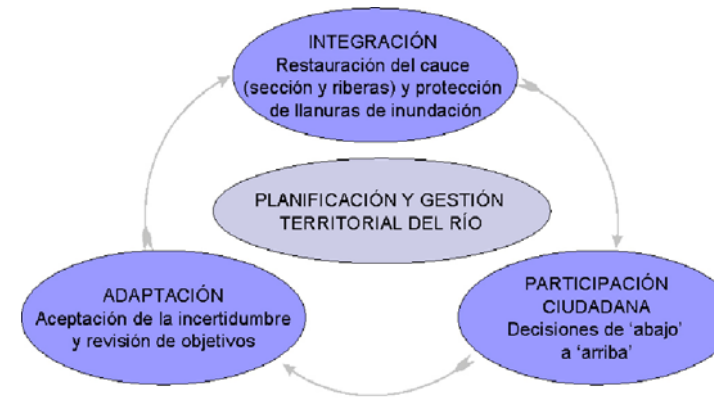 INTEGRACIÓN
Restauración del cauce
(sección y riberas) y protección
de llanuras de inundación
PLANIFICACIÓN Y GESTIÓN
TERRITORIAL DEL RÍO
ADAPTACIÓN
Aceptación de la incertidumbre
y revisión de objetivos
PARTICIPACIÓN
CIUDADANA
Decisiones de ‘abajo’
a ‘arriba’